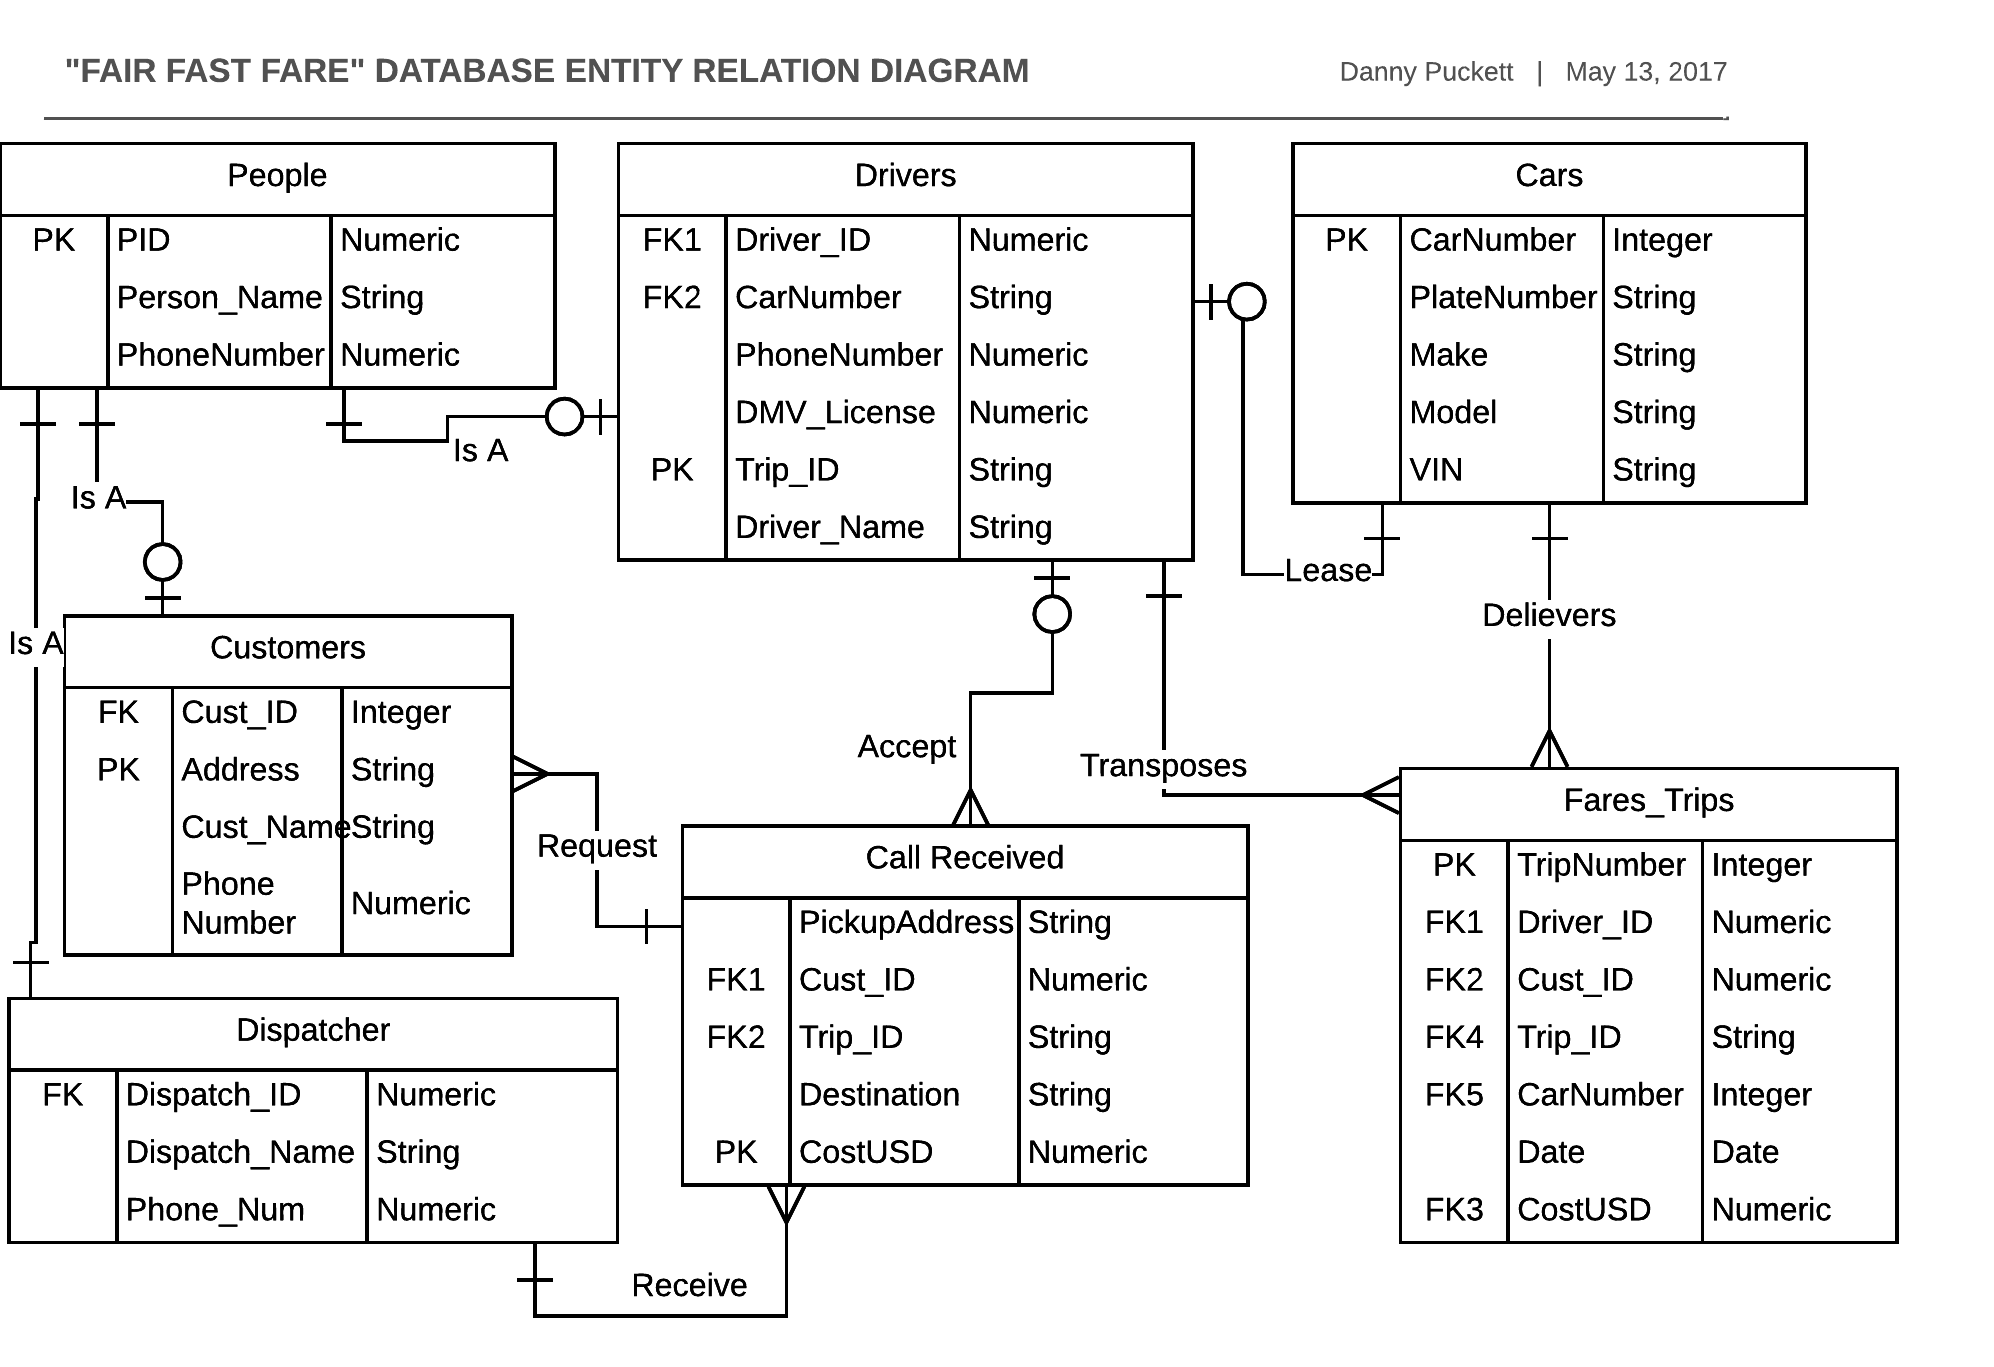 "FAIR FAST FARE" DATABASE ENTITY RELATION DIAGRAM
Danny Puckett | May 13, 2017
People
PK PID Numeric
Person_Name String
PhoneNumber Numeric
Drivers
FK1 Driver_ID Numeric
FK2 CarNumber String
PhoneNumber Numeric
DMV_License Numeric
PK Trip_ID String
Driver_Name String
Cars
PK CarNumber Integer
PlateNumber String
Make String
Model String
VIN String
Is A
Is A
Is A
Lease
Delievers
Customers
FK Cust_ID Integer
PK Address String
Cust_Name String
Phone
Number Numeric
Request
Accept
Transposes
Call Received
PickupAddress String
FK1 Cust_ID Numeric
FK2 Trip_ID String
Destination String
PK CostUSD Numeric
Fares_Trips
PK TripNumber Integer
FK1 Driver_ID Numeric
FK2 Cust_ID Numeric
FK4 Trip_ID String
FK5 CarNumber Integer
Date Date
FK3 CostUSD Numeric
Dispatcher
FK Dispatch_ID Numeric
Dispatch_Name String
Phone_Num Numeric
Receive